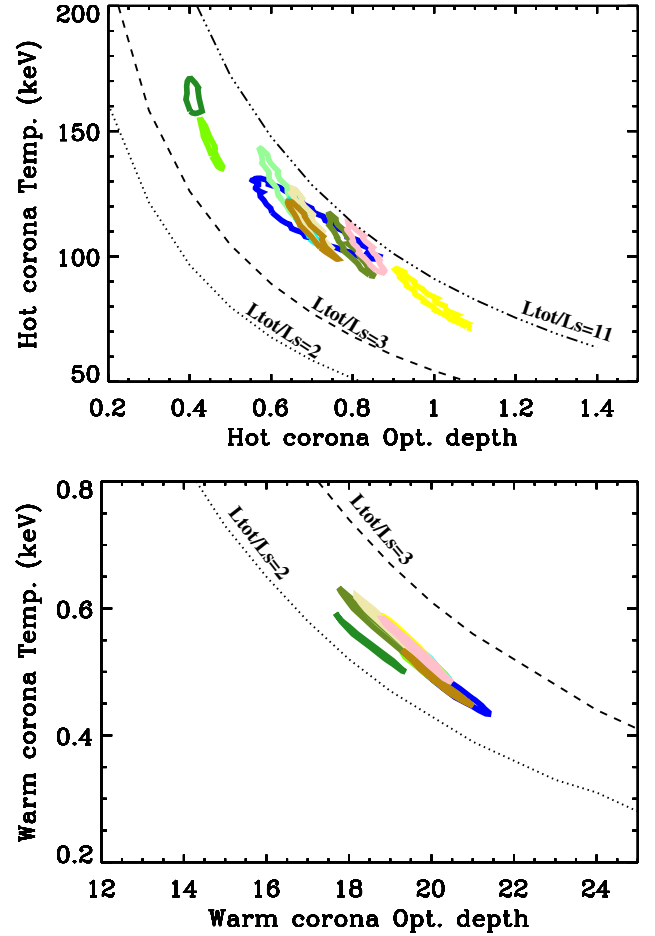 200
150
100
50
Hot corona Temp. (keV)
Ltot/Ls=2
Ltot/Ls=3
Ltot/Ls=11
0.2 0.4 0.6 0.8 1 1.2 1.4
Hot corona Opt. depth
0.8
0.6
0.4
0.2
Warm corona Temp. (keV)
Ltot/Ls=2
Ltot/Ls=3
12 14 16 18 20 22 24
Warm corona Opt. depth